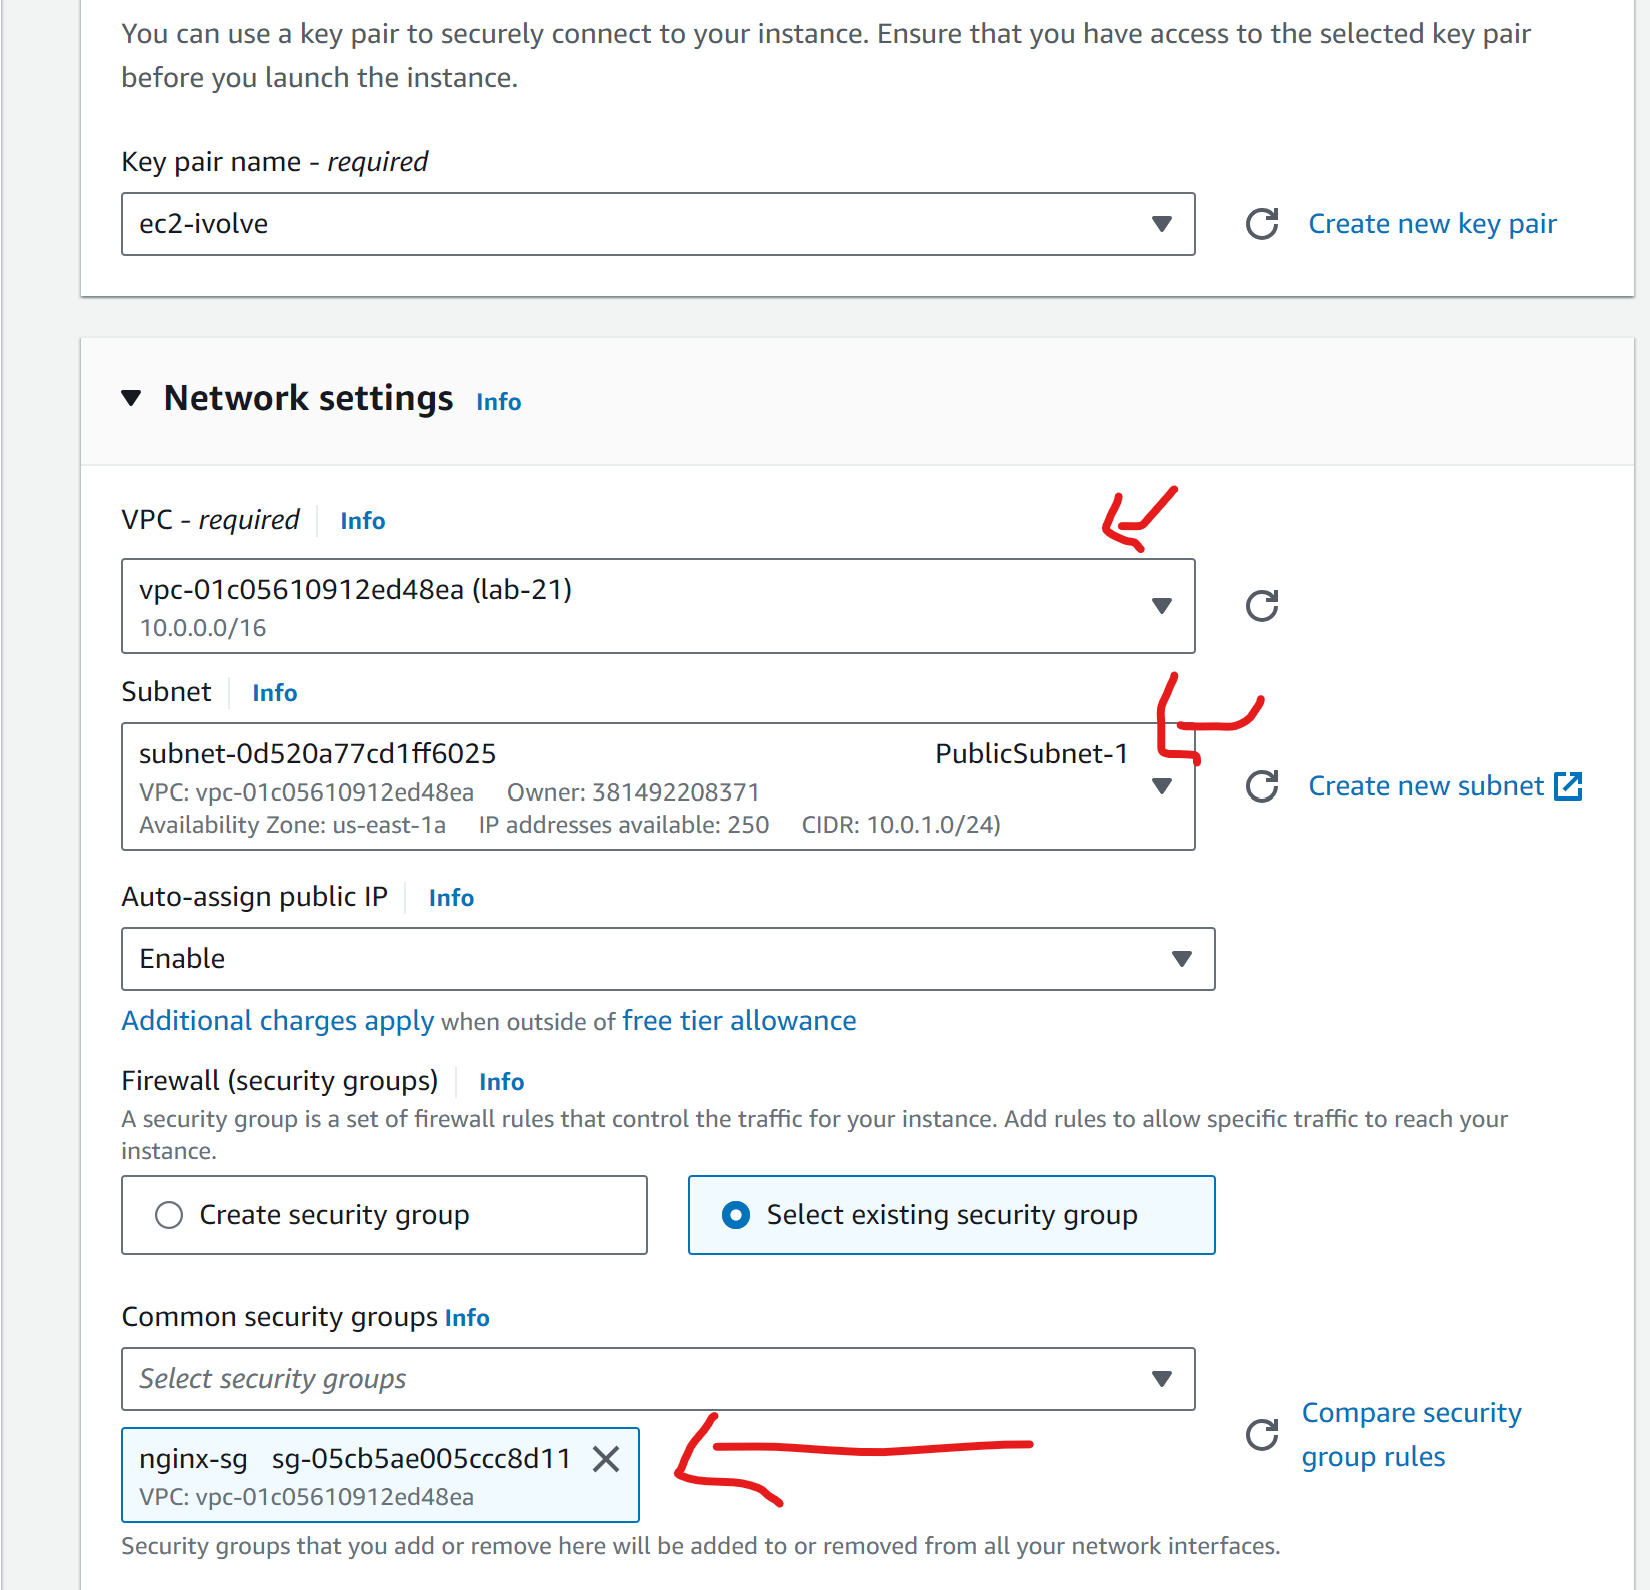 You can use a key pair to securely connect to your instance. Ensure that you have access to the selected key pair
before you launch the instance.
Key pair name - required
ec2-ivolve
Create new key pair
Network settings Info
VPC - required Info
vpc-01c05610912ed48ea (lab-21)
10.0.0.0/16
Subnet Info
subnet-0d520a77cd1ff6025 PublicSubnet-1
VPC: vpc-01c05610912ed48ea Owner: 381492208371
Availability Zone: us-east-1a IP addresses available: 250 CIDR: 10.0.1.0/24)
Create new subnet
Auto-assign public IP Info
Enable
Additional charges apply when outside of free tier allowance
Firewall (security groups) Info
A security group is a set of firewall rules that control the traffic for your instance. Add rules to allow specific traffic to reach your
instance.
Create security group
Select existing security group
Common security groups Info
Select security groups
Compare security
group rules
nginx-sg sg-05cb5ae005ccc8d11
VPC: vpc-01c05610912ed48ea
Security groups that you add or remove here will be added to or removed from all your network interfaces.